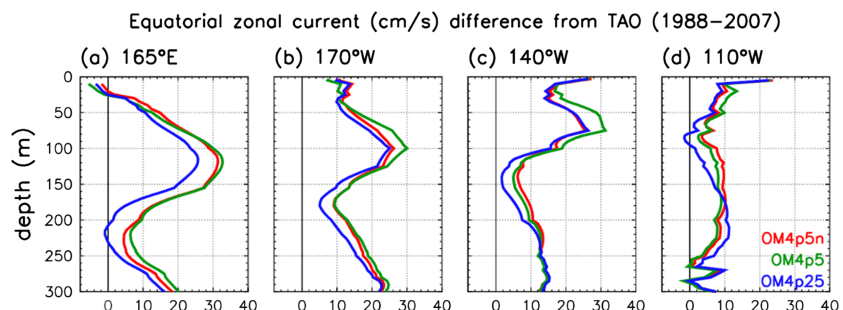 Equatorial zonal current (cm/s) difference from TAO (1988−2007)
(a) 165°E (b) 170°W (c) 140°W (d) 110°W
depth (m)
0
50
100
150
200
250
300
OM4p5n
OM4p5
OM4p25
0 10 20 30 40 0 10 20 30 40 0 10 20 30 40 0 10 20 30 40